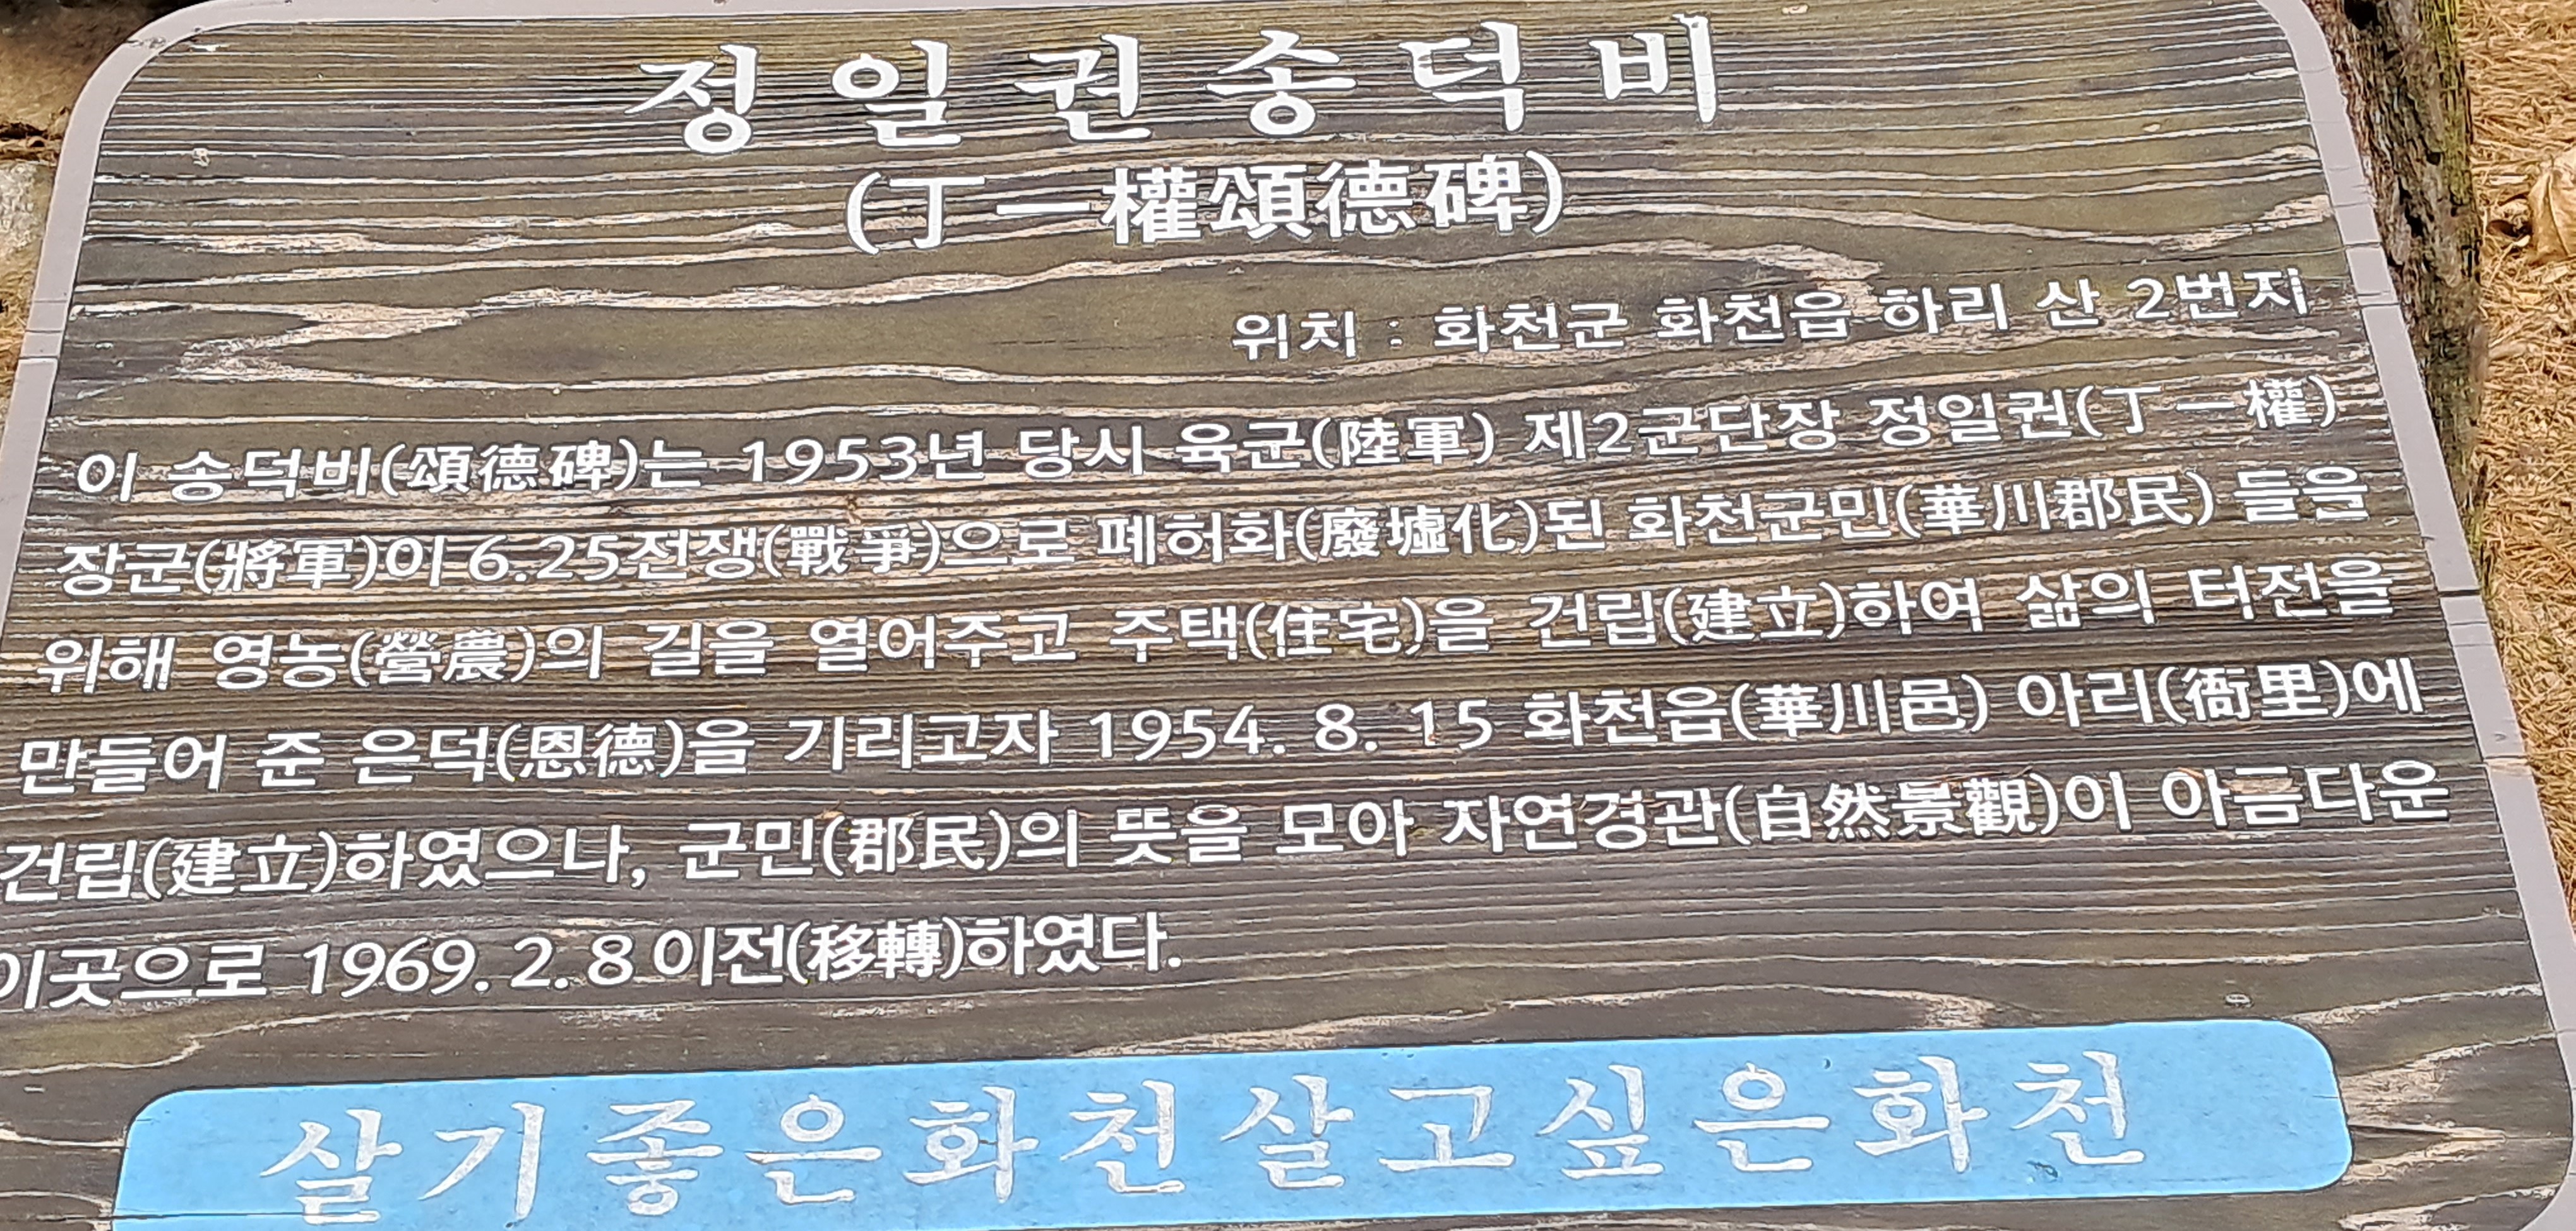 정일권송덕비
(丁一權頌德碑)
위치 : 화천군 화천읍 하리 산 2번지
이 송덕비(頌德碑)는 1953년 당시 육군(陸軍) 제2군단장 정일권(丁一權)
장군(將軍)이 6.25전쟁(戰爭)으로 폐허화(廢墟化)된 화천군민(華川郡民) 들을
위해 영농(營農)의 길을 열어주고 주택(住宅)을 건립(建立)하여 삶의 터전을
만들어 준 은덕(恩德)을 기리고자 1954. 8. 15 화천읍(華川邑) 아리(衙里)에
건립(建立)하였으나, 군민(郡民)의 뜻을 모아 자연경관(自然景觀)이 아름다운
이곳으로 1969. 2. 8 이전(移轉)하였다.
살기좋은화천살고싶은화천